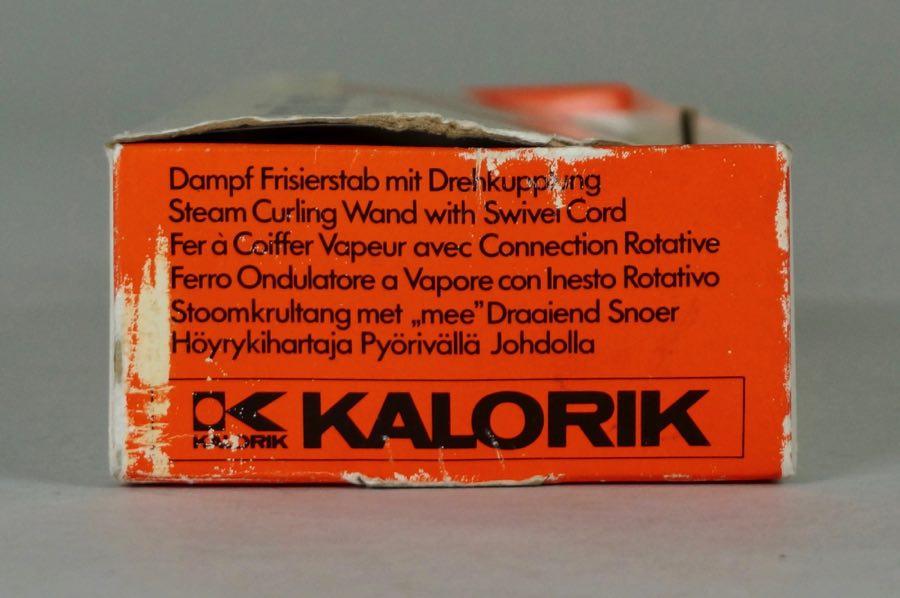 Dampf Frisierstab mit Drehkupplung
Steam Curling Wand with Swivel Cord
Fer à Coiffer Vapeur avec Connection Rotative
Ferro Ondulatore a Vapore con Inesto Rotativo
Stoomkrultang met „mee” Draaiend Snoer
Höyrykihartaja Pyörivällä Johdolla
KALORIK
KALORIK